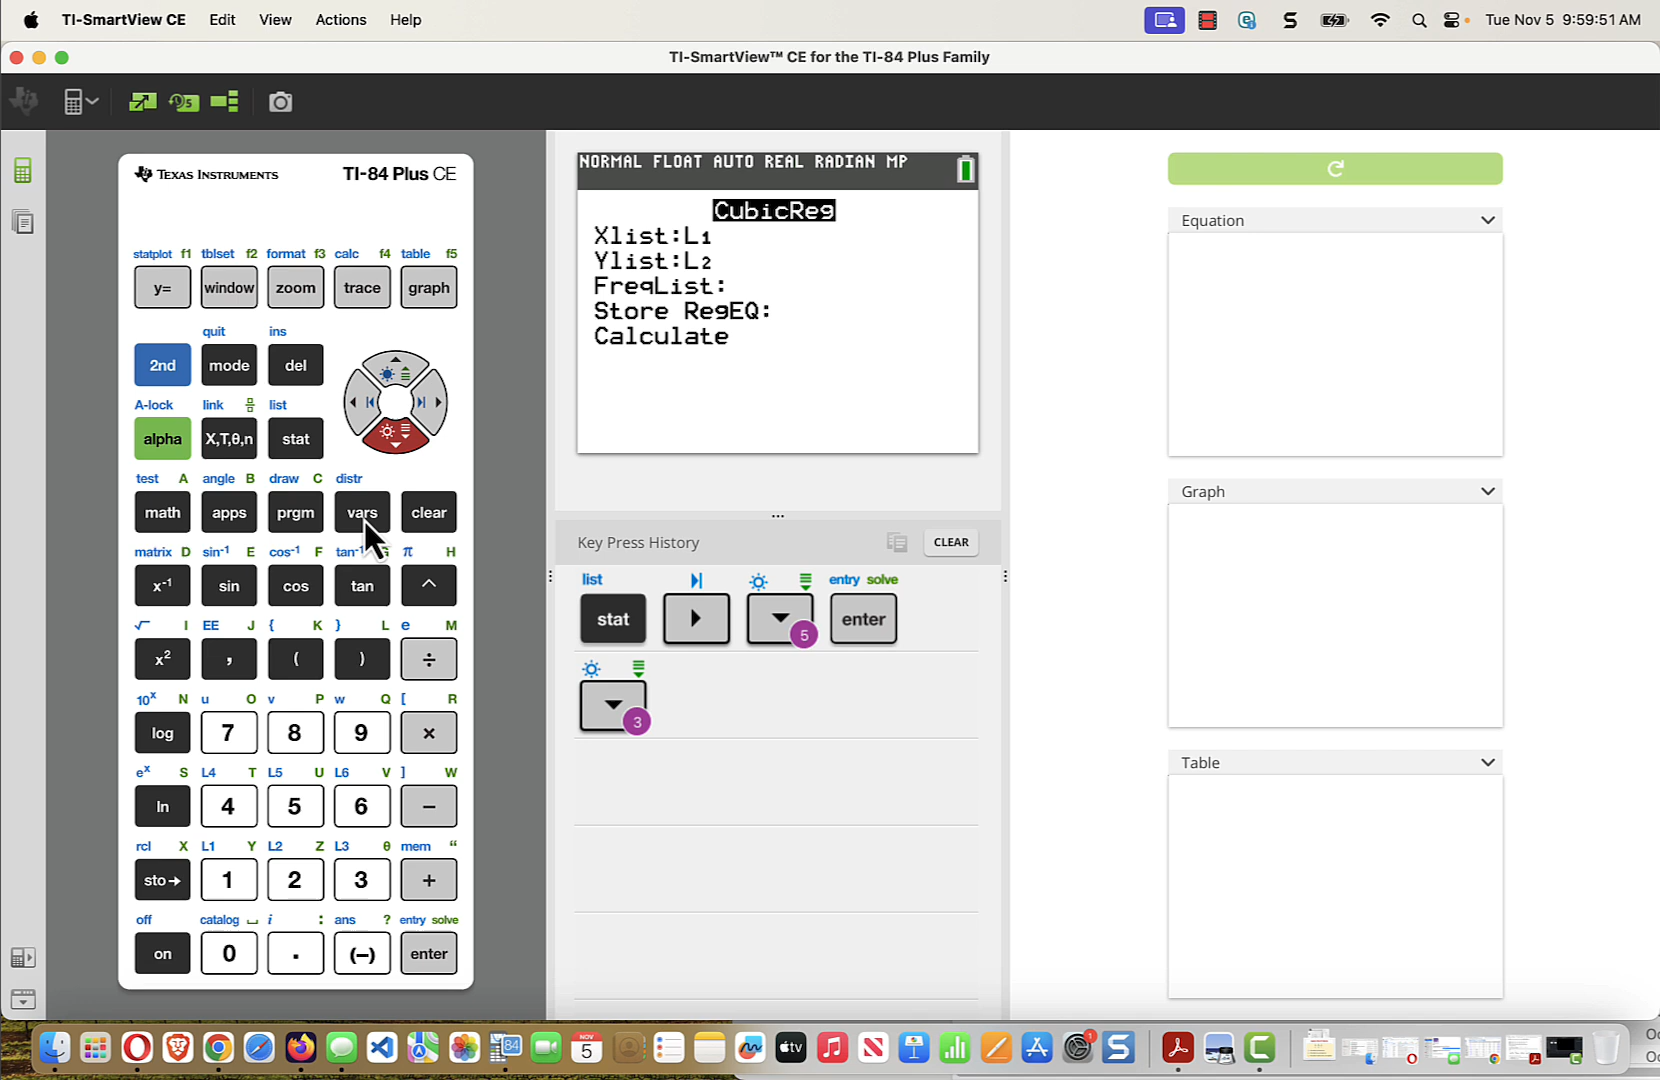 TI-SmartView CE Edit View Actions Help Tue Nov 5 9:59:51 AM
TI-SmartView™ CE for the TI-84 Plus Family
TEXAS INSTRUMENTS TI-84 Plus CE
statplot f1 tblset f2 format f3 calc f4 table f5
y= window zoom trace graph
quit ins
2nd mode del
A-lock link list
alpha X,T,θ,n stat
test A angle B draw C distr
math apps prgm vars clear
matrix D sin⁻¹ E cos⁻¹ F tan⁻¹ G π H
x⁻¹ sin cos tan ^
√ I EE J { K } L e M
x² , ( ) ÷
10ˣ N u O v P w Q [ R
log 7 8 9 ×
eˣ S L4 T L5 U L6 V ] W
ln 4 5 6 −
rcl X L1 Y L2 Z L3 θ mem “
sto→ 1 2 3 +
off catalog ⎵ i : ans ? entry solve
on 0 . (−) enter
NORMAL FLOAT AUTO REAL RADIAN MP
CubicReg
Xlist:L₁
Ylist:L₂
FreqList:
Store RegEQ:
Calculate
Key Press History CLEAR
list entry solve
stat 5 enter
3
Equation
Graph
Table
NOV
5
84
tv
1